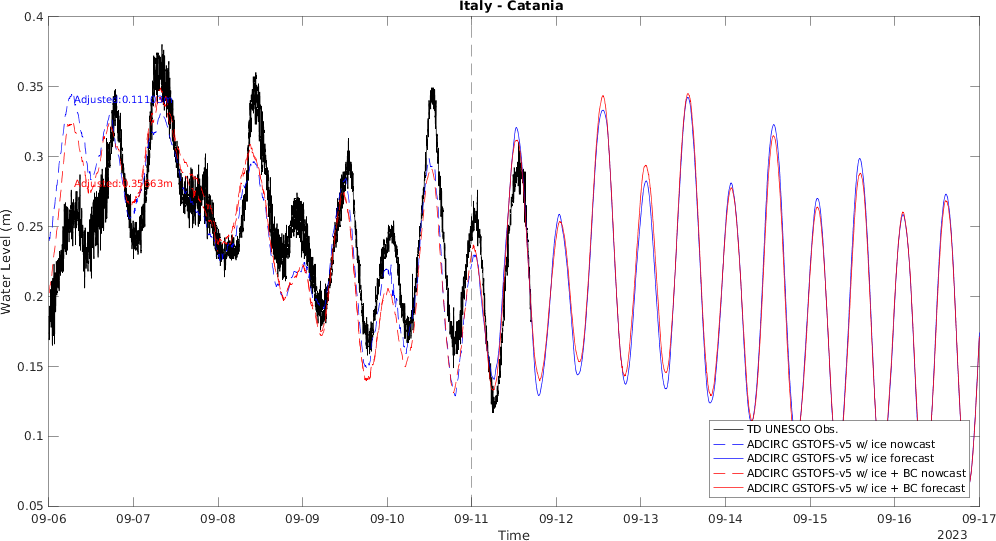 Italy - Catania
0.4
0.35
0.3
0.25
0.2
0.15
0.1
0.05
Water Level (m)
Adjusted:0.35663m
TD UNESCO Obs.
ADCIRC GSTOFS-v5 w/ ice nowcast
ADCIRC GSTOFS-v5 w/ ice forecast
ADCIRC GSTOFS-v5 w/ ice + BC nowcast
ADCIRC GSTOFS-v5 w/ ice + BC forecast
09-06 09-07 09-08 09-09 09-10 09-11 09-12 09-13 09-14 09-15 09-16 09-17
Time
2023